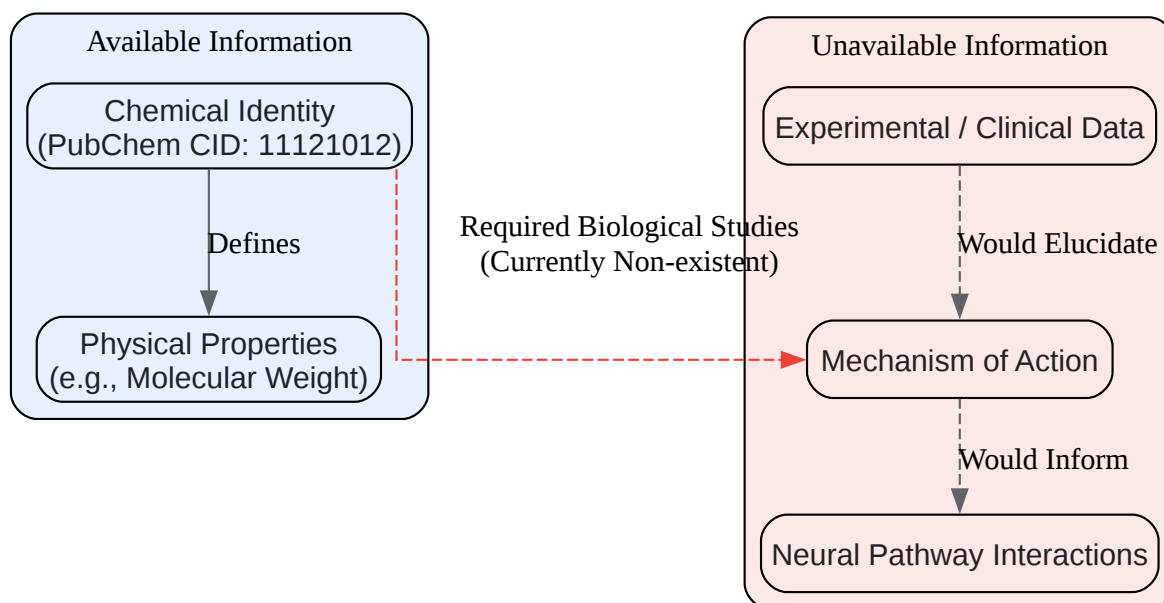 Available Information
Chemical Identity
(PubChem CID: 11121012)
Defines
Physical Properties
(e.g., Molecular Weight)
Required Biological Studies
(Currently Non-existent)
Unavailable Information
Experimental / Clinical Data
Would Elucidate
Mechanism of Action
Would Inform
Neural Pathway Interactions